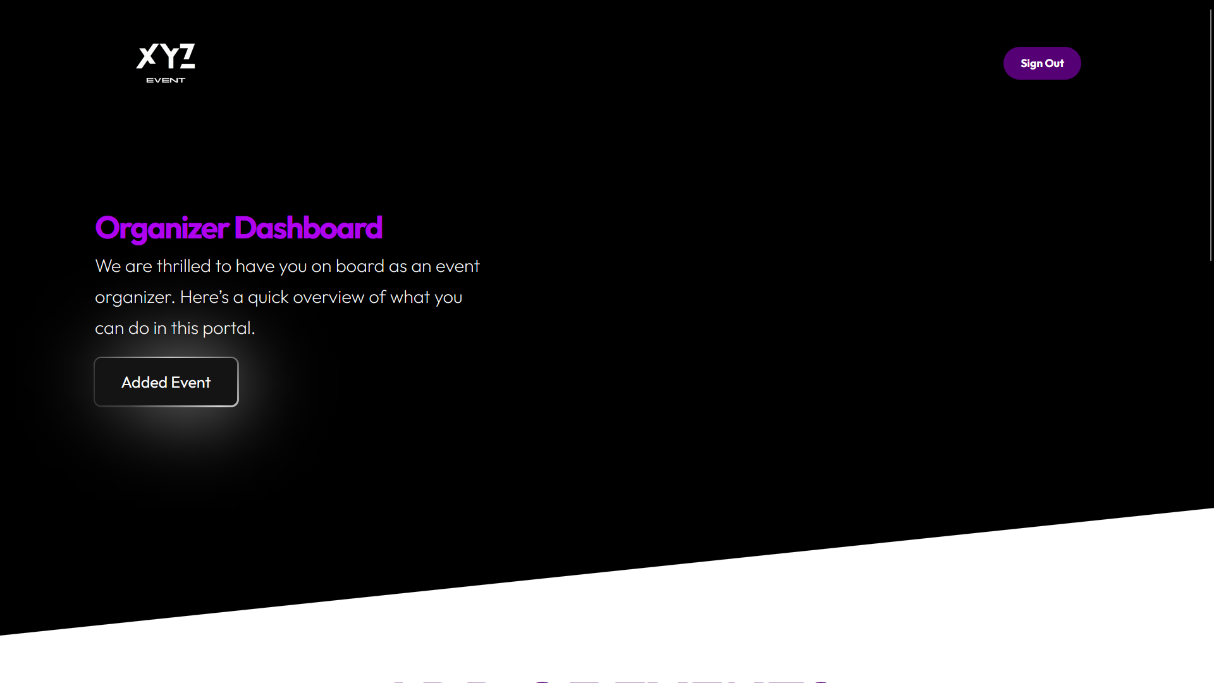 XYZ
EVENT
Sign Out
Organizer Dashboard
We are thrilled to have you on board as an event
organizer. Here's a quick overview of what you
can do in this portal.
Added Event